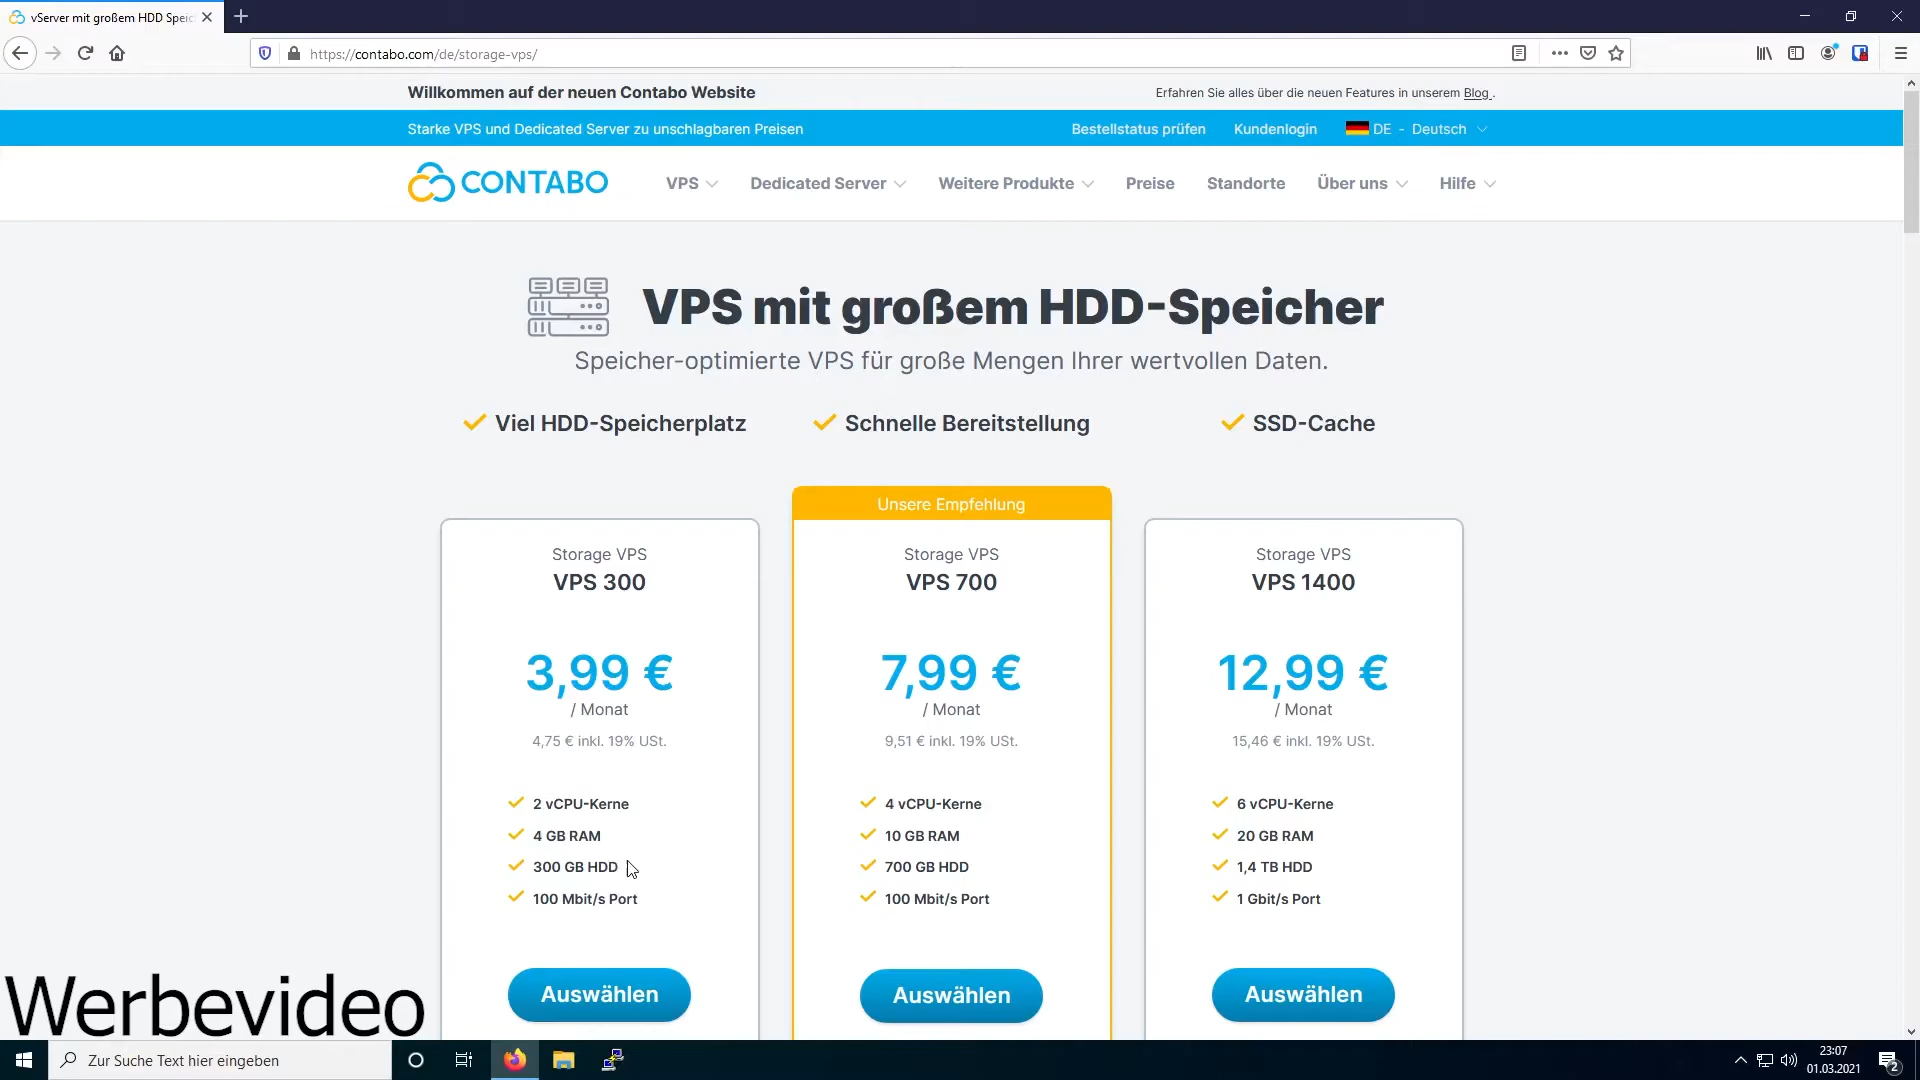 vServer mit großem HDD Speic
https://contabo.com/de/storage-vps/
Willkommen auf der neuen Contabo Website
Erfahren Sie alles über die neuen Features in unserem Blog .
Starke VPS und Dedicated Server zu unschlagbaren Preisen
Bestellstatus prüfen
Kundenlogin
DE - Deutsch
CONTABO
VPS
Dedicated Server
Weitere Produkte
Preise
Standorte
Über uns
Hilfe
VPS mit großem HDD-Speicher
Speicher-optimierte VPS für große Mengen Ihrer wertvollen Daten.
Viel HDD-Speicherplatz
Schnelle Bereitstellung
SSD-Cache
Storage VPS
VPS 300
3,99 €
/ Monat
4,75 € inkl. 19% USt.
2 vCPU-Kerne
4 GB RAM
300 GB HDD
100 Mbit/s Port
Auswählen
Unsere Empfehlung
Storage VPS
VPS 700
7,99 €
/ Monat
9,51 € inkl. 19% USt.
4 vCPU-Kerne
10 GB RAM
700 GB HDD
100 Mbit/s Port
Auswählen
Storage VPS
VPS 1400
12,99 €
/ Monat
15,46 € inkl. 19% USt.
6 vCPU-Kerne
20 GB RAM
1,4 TB HDD
1 Gbit/s Port
Auswählen
Werbevideo
Zur Suche Text hier eingeben
23:07
01.03.2021
2